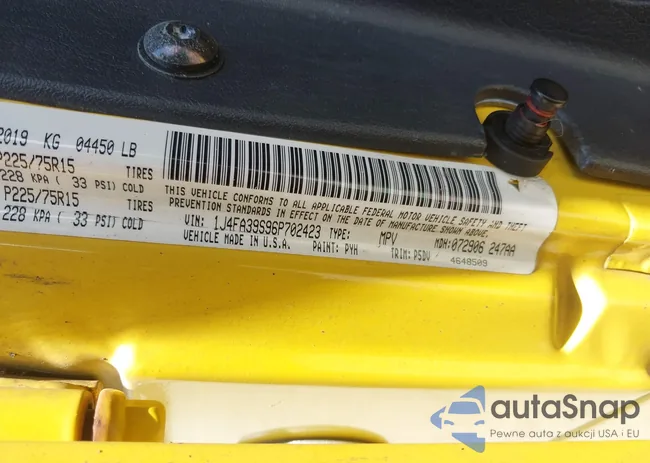 2019 KG 04450 LB
P225/75R15 TIRES
228 KPA ( 33 PSI) COLD
P225/75R15 TIRES
228 KPA ( 33 PSI) COLD
THIS VEHICLE CONFORMS TO ALL APPLICABLE FEDERAL MOTOR VEHICLE SAFETY AND THEFT
PREVENTION STANDARDS IN EFFECT ON THE DATE OF MANUFACTURE SHOWN ABOVE.
VIN: 1J4FA39S96P702423 TYPE: MPV MDH: 072906 247AA
VEHICLE MADE IN U.S.A. PAINT: PYH TRIM: PSDV 4640509
autaSnap
Pewne auta z aukcji USA i EU